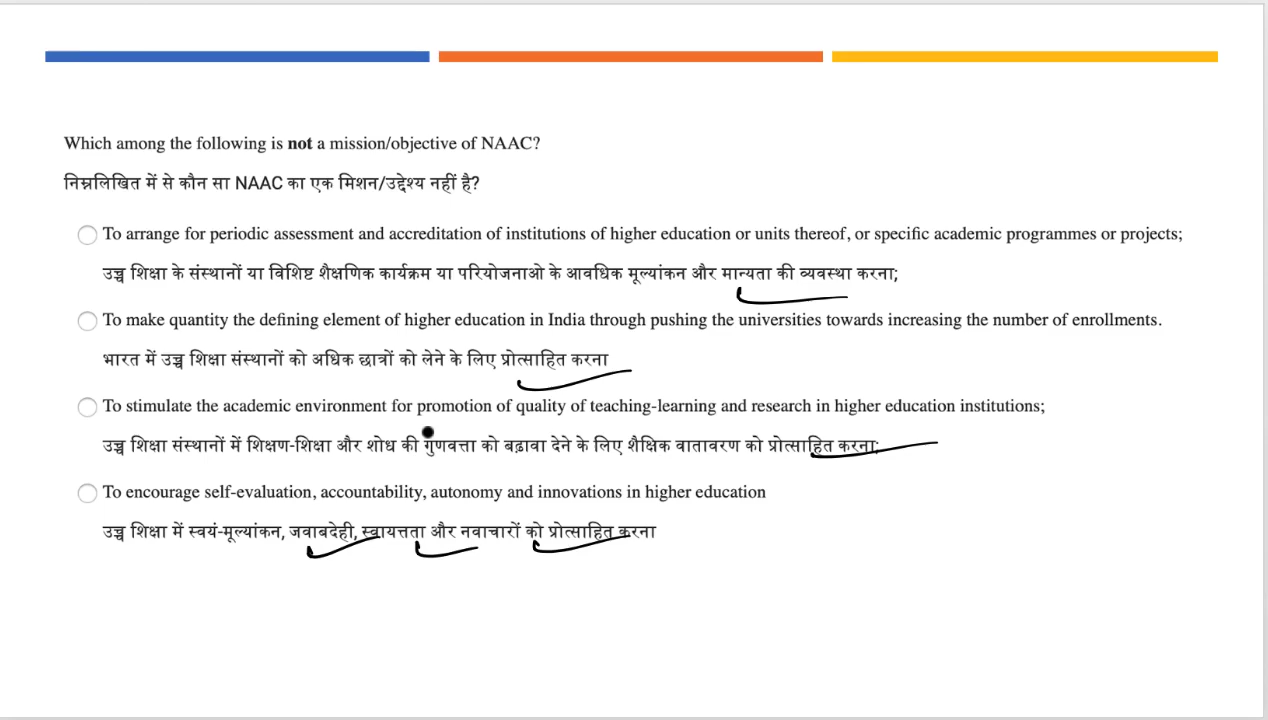 Which among the following is not a mission/objective of NAAC?
निम्नलिखित में से कौन सा NAAC का एक मिशन/उद्देश्य नहीं है?
To arrange for periodic assessment and accreditation of institutions of higher education or units thereof, or specific academic programmes or projects;
उच्च शिक्षा के संस्थानों या विशिष्ट शैक्षणिक कार्यक्रम या परियोजनाओ के आवधिक मूल्यांकन और मान्यता की व्यवस्था करना;
To make quantity the defining element of higher education in India through pushing the universities towards increasing the number of enrollments.
भारत में उच्च शिक्षा संस्थानों को अधिक छात्रों को लेने के लिए प्रोत्साहित करना
To stimulate the academic environment for promotion of quality of teaching-learning and research in higher education institutions;
उच्च शिक्षा संस्थानों में शिक्षण-शिक्षा और शोध की गुणवत्ता को बढ़ावा देने के लिए शैक्षिक वातावरण को प्रोत्साहित करना;
To encourage self-evaluation, accountability, autonomy and innovations in higher education
उच्च शिक्षा में स्वयं-मूल्यांकन, जवाबदेही, स्वायत्तता और नवाचारों को प्रोत्साहित करना